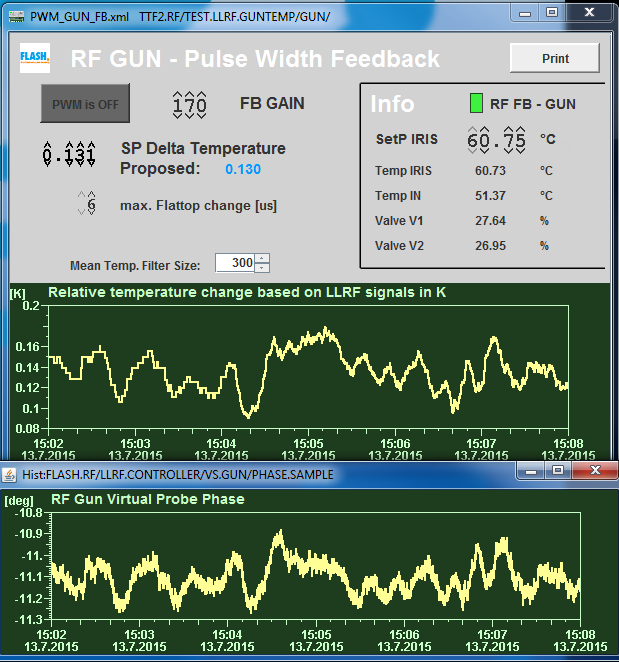 PWM_GUN_FB.xml TTF2.RF/TEST.LLRF.GUNTEMP/GUN/
FLASH. RF GUN - Pulse Width Feedback Print
PWM is OFF 170 FB GAIN
Info RF FB - GUN
SetP IRIS 60.75 °C
0.131 SP Delta Temperature
Proposed: 0.130
Temp IRIS 60.73 °C
Temp IN 51.37 °C
6 max. Flattop change [us]
Valve V1 27.64 %
Valve V2 26.95 %
Mean Temp. Filter Size: 300
[K] Relative temperature change based on LLRF signals in K
0.2
0.16
0.14
0.12
0.1
0.08
15:02 15:03 15:04 15:05 15:06 15:07 15:08
13.7.2015 13.7.2015 13.7.2015 13.7.2015 13.7.2015 13.7.2015 13.7.2015
Hist:FLASH.RF/LLRF.CONTROLLER/VS.GUN/PHASE.SAMPLE
[deg] RF Gun Virtual Probe Phase
-10.8
-10.9
-11.
-11.1
-11.2
-11.3
15:02 15:03 15:04 15:05 15:06 15:07 15:08
13.7.2015 13.7.2015 13.7.2015 13.7.2015 13.7.2015 13.7.2015 13.7.2015